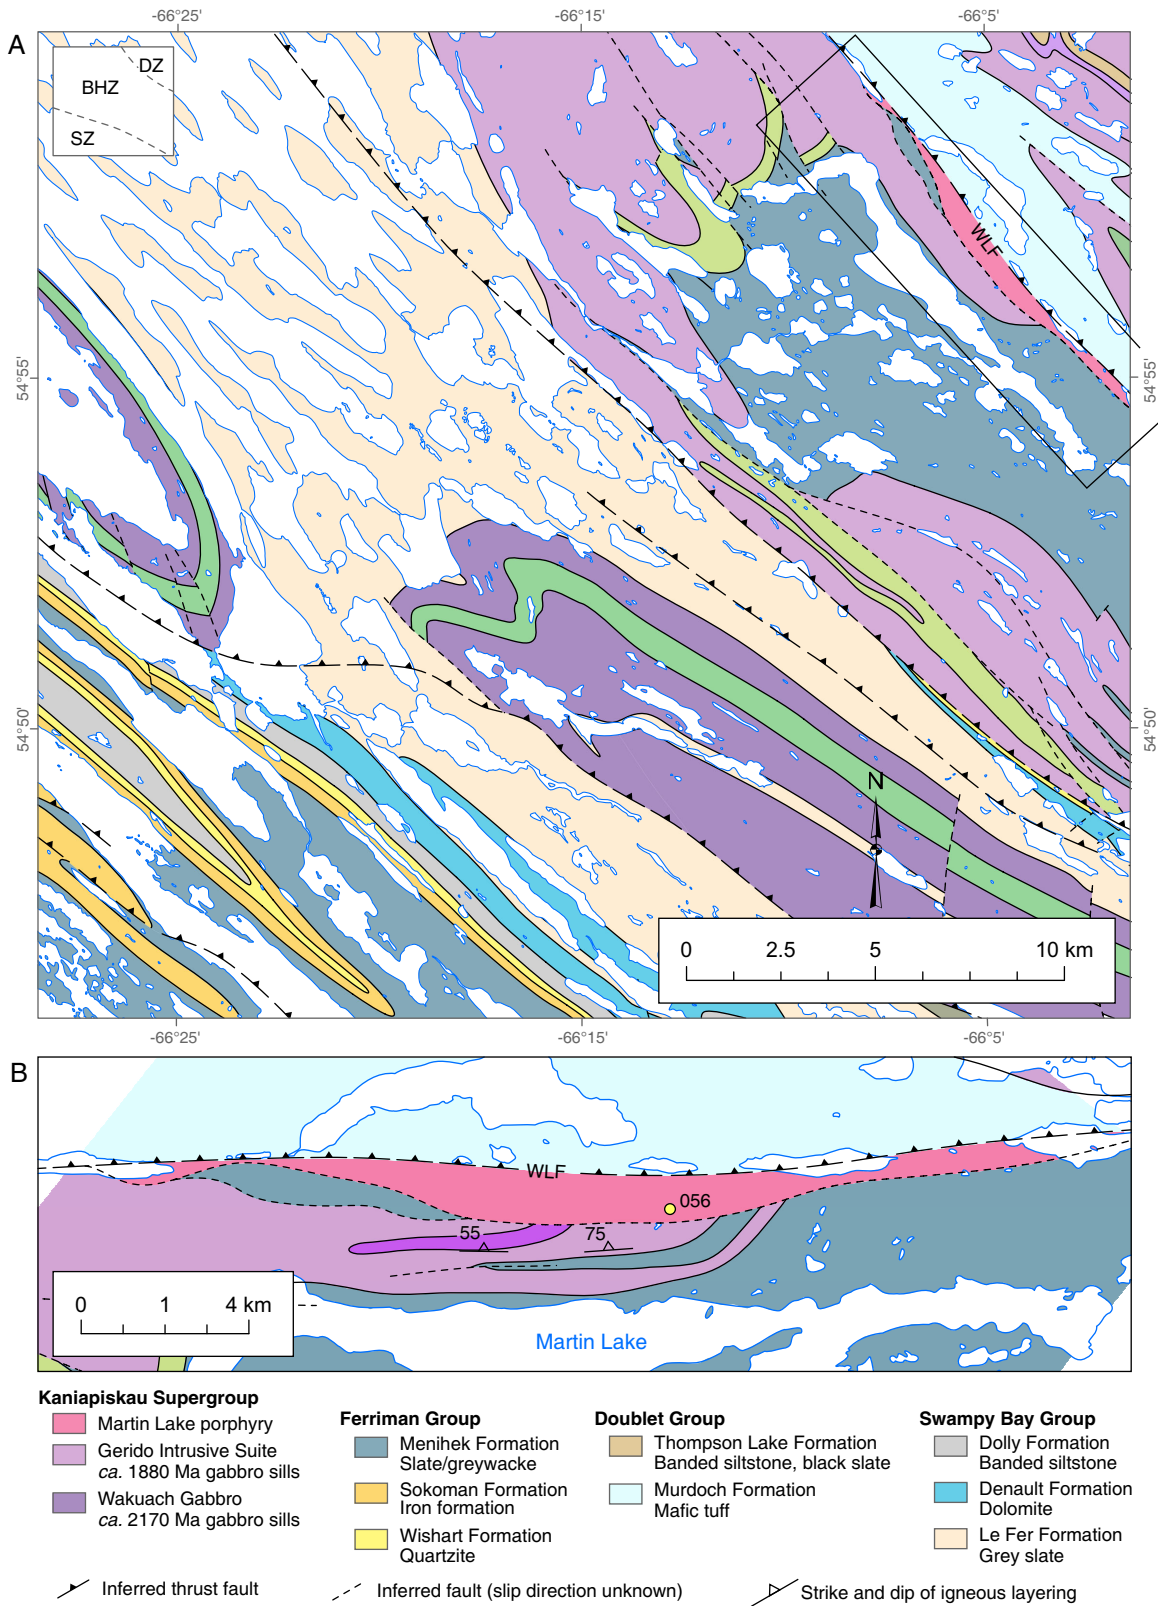 -66°25'
-66°15'
-66°5'
A
DZ
BHZ
SZ
WLF
54°55'
54°55'
54°50'
54°50'
N
0 2.5 5 10 km
-66°25'
-66°15'
-66°5'
B
WLF
056
55
75
0 1 4 km
Martin Lake
Kaniapiskau Supergroup
Martin Lake porphyry
Gerido Intrusive Suite
ca. 1880 Ma gabbro sills
Wakuach Gabbro
ca. 2170 Ma gabbro sills
Ferriman Group
Menihek Formation
Slate/greywacke
Sokoman Formation
Iron formation
Wishart Formation
Quartzite
Doublet Group
Thompson Lake Formation
Banded siltstone, black slate
Murdoch Formation
Mafic tuff
Swampy Bay Group
Dolly Formation
Banded siltstone
Denault Formation
Dolomite
Le Fer Formation
Grey slate
Inferred thrust fault
Inferred fault (slip direction unknown)
Strike and dip of igneous layering